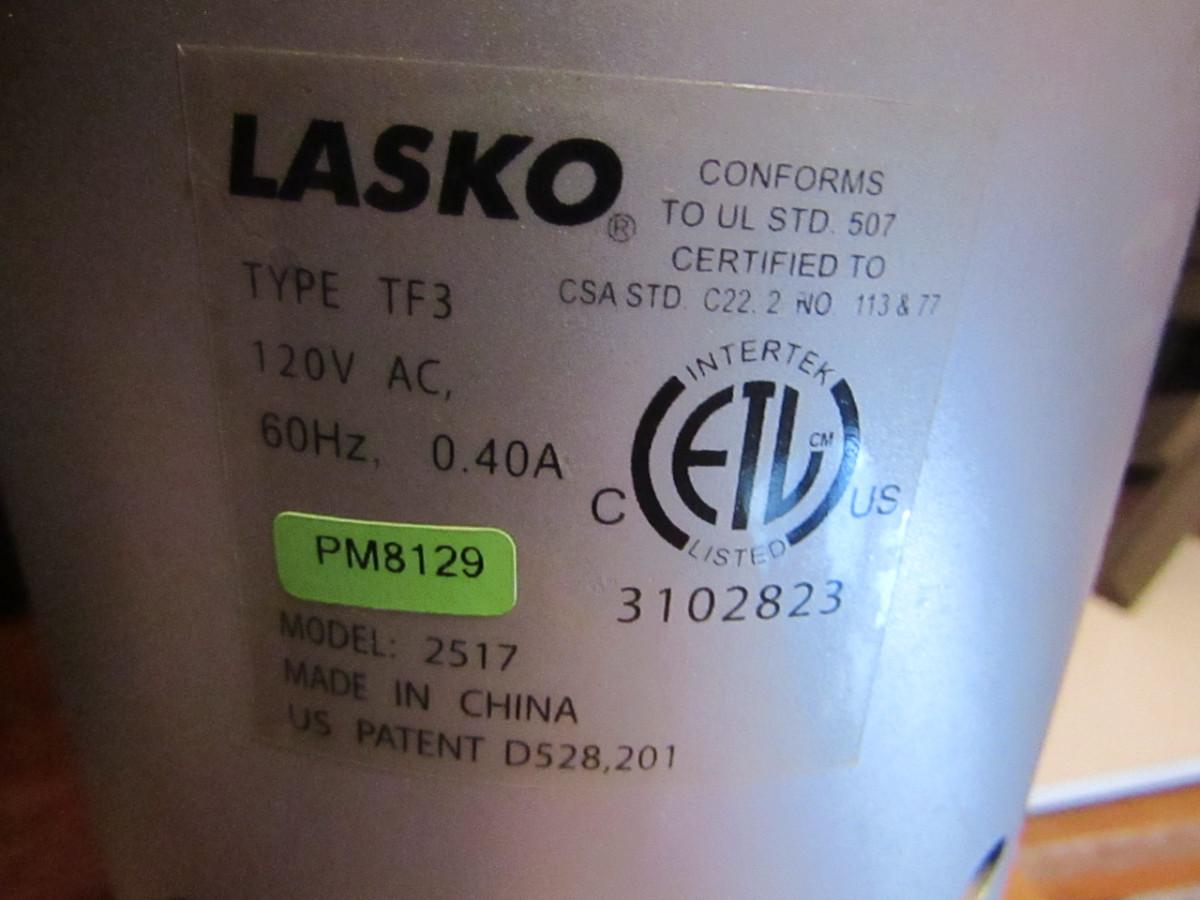 LASKO®
CONFORMS
TO UL STD. 507
CERTIFIED TO
CSA STD. C22. 2 NO. 113 & 77
TYPE TF3
120V AC,
60Hz, 0.40A
INTERTEK
ETL CM
C US
LISTED
3102823
PM8129
MODEL: 2517
MADE IN CHINA
US PATENT D528,201